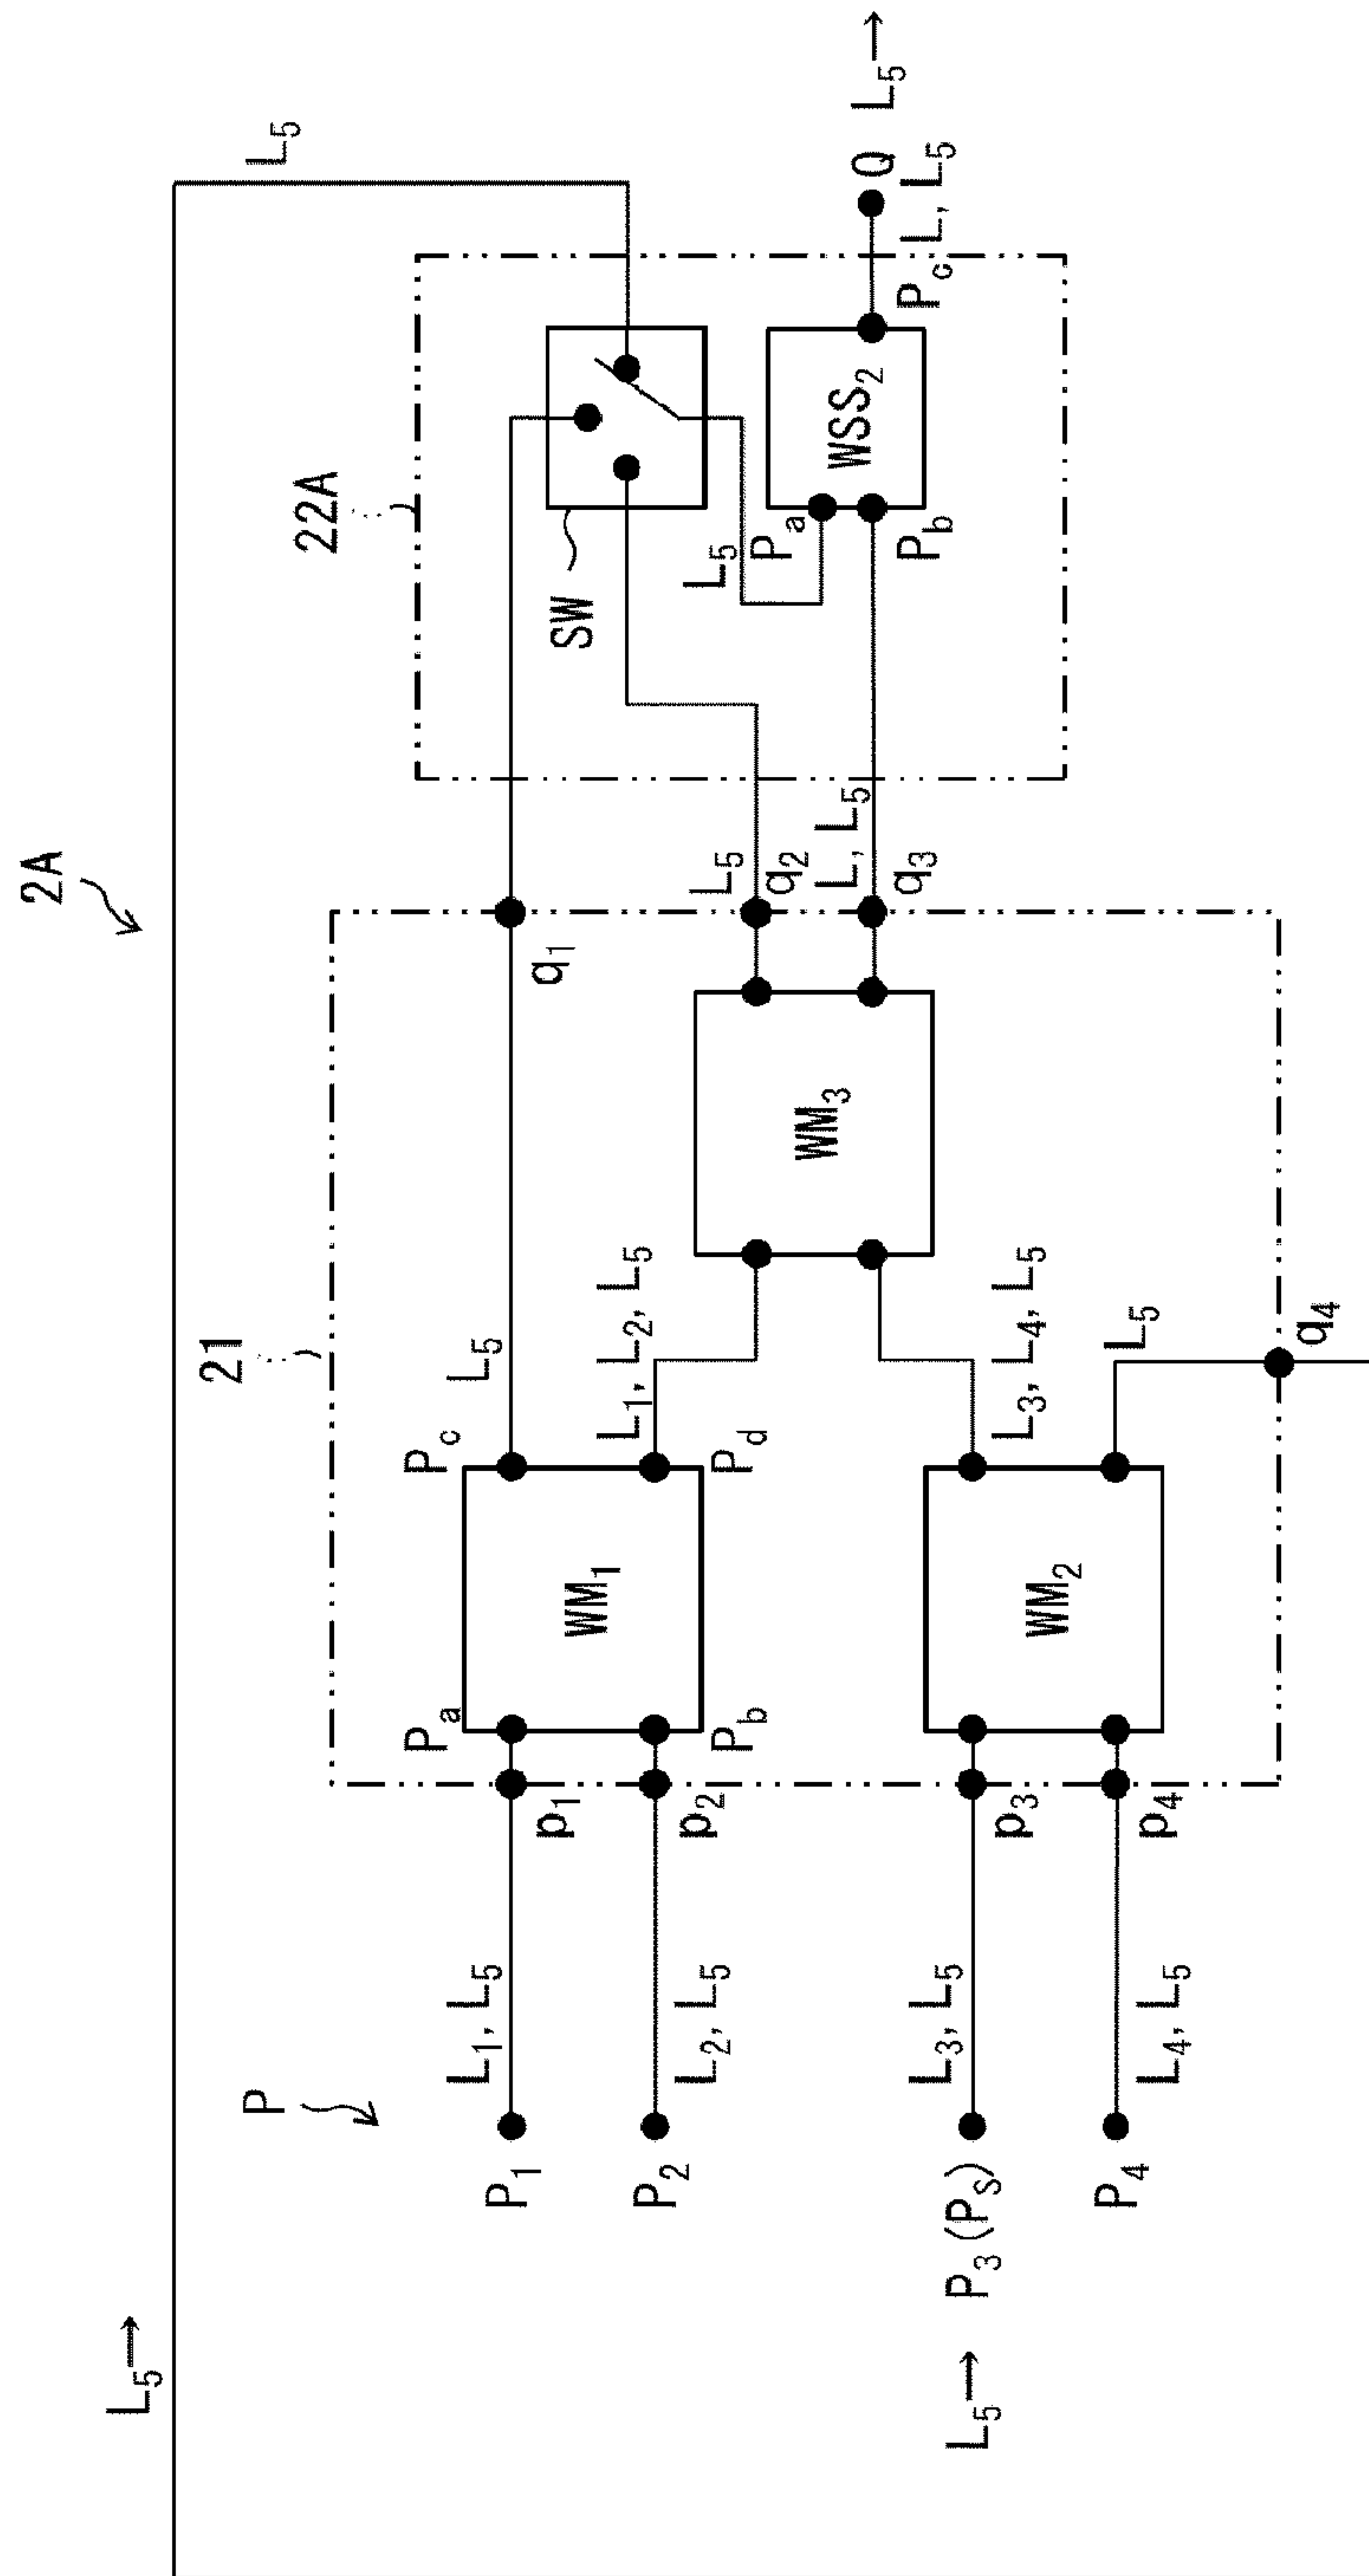 2A
L5→
L5
21
22A
P
P1
L1, L5
p1
Pa
WM1
Pc
L5
q1
SW
P2
L2, L5
p2
Pb
Pd
L1, L2, L5
WM3
L5
q2
L5
Pa
WSS2
Pc
Q
L5→
L, L5
Pb
L, L5
q3
L5→
P3 (PS)
L3, L5
p3
WM2
L3, L4, L5
P4
L4, L5
p4
L5
q4